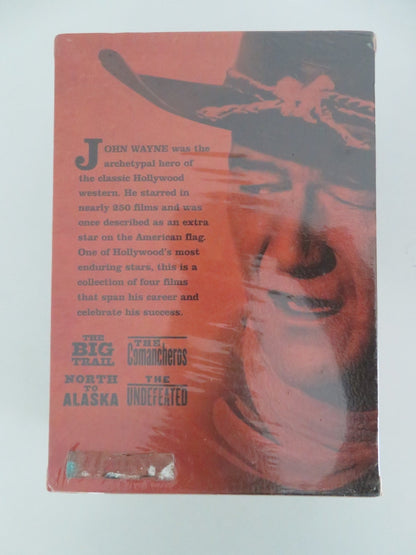 JOHN WAYNE was the
archetypal hero of
the classic Hollywood
western. He starred in
nearly 250 films and was
once described as an extra
star on the American flag.
One of Hollywood's most
enduring stars, this is a
collection of four films
that span his career and
celebrate his success.
THE
BIG
TRAIL
THE
Comancheros
NORTH
TO
ALASKA
THE
UNDEFEATED